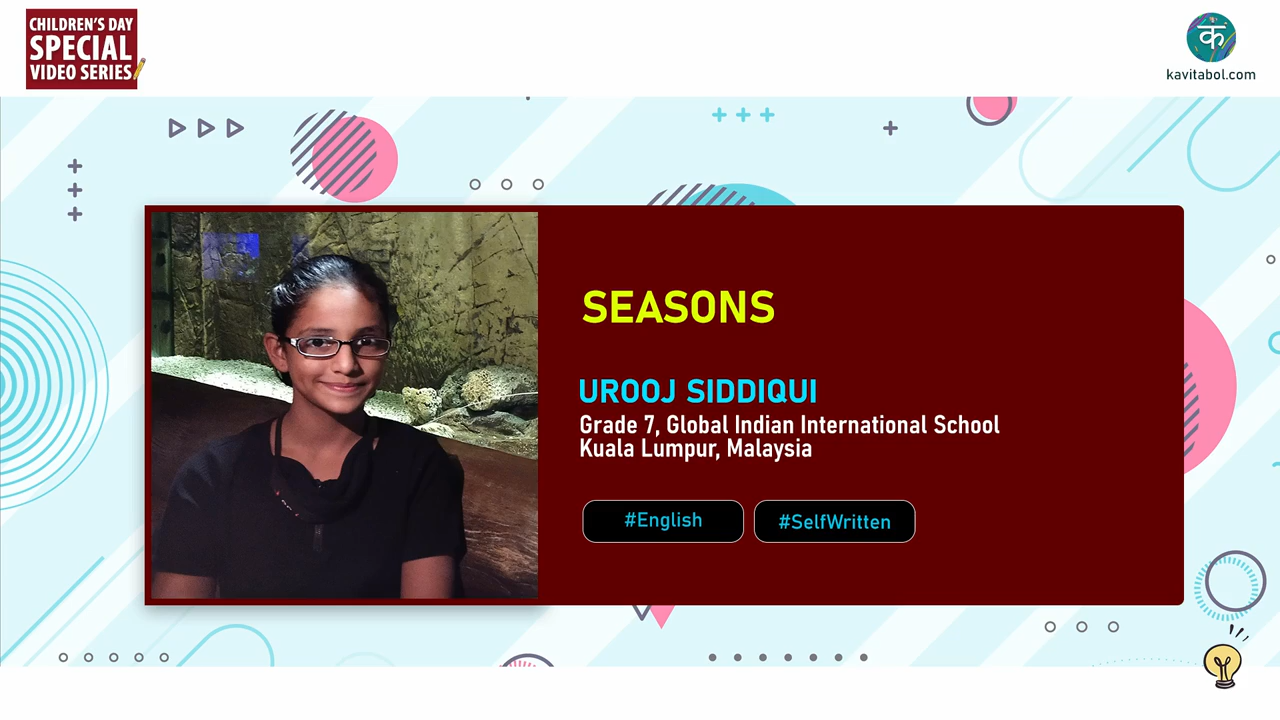 CHILDREN'S DAY
SPECIAL
VIDEO SERIES
क
kavitabol.com
SEASONS
UROOJ SIDDIQUI
Grade 7, Global Indian International School
Kuala Lumpur, Malaysia
#English
#SelfWritten